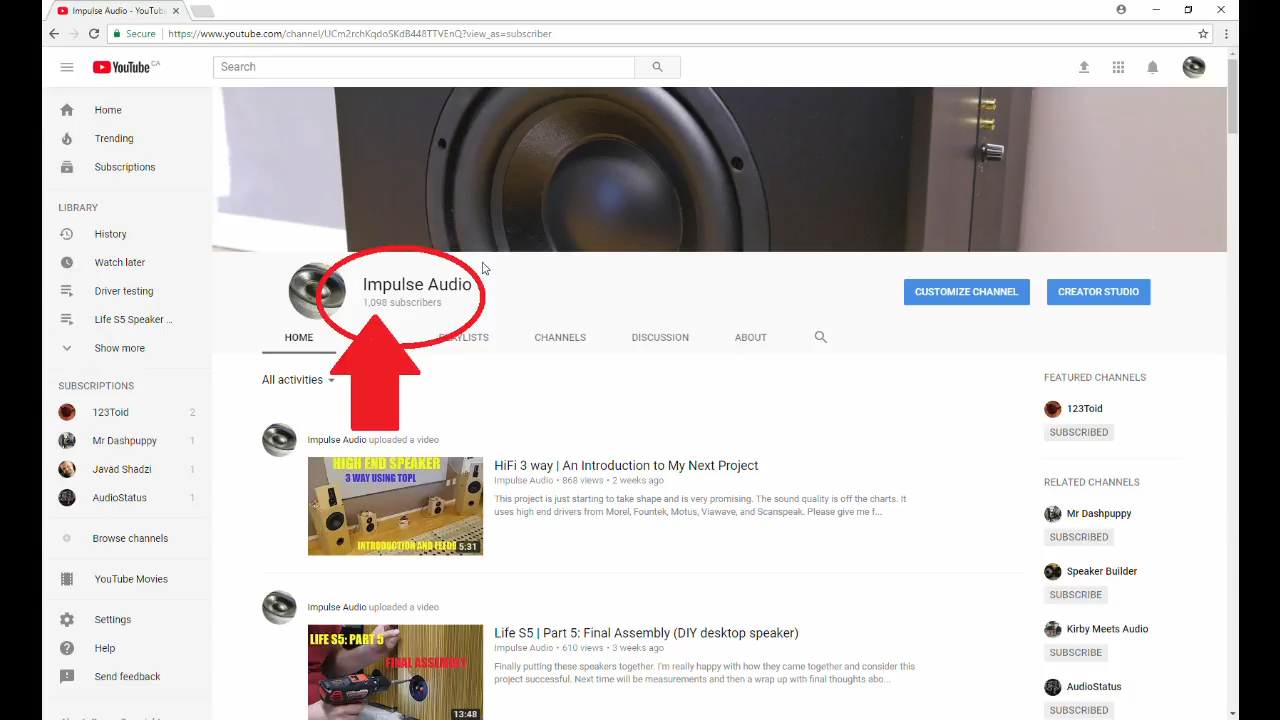 Impulse Audio - YouTube
Secure https://www.youtube.com/channel/UCm2rchKqdoSKdB448TTVEnQ?view_as=subscriber
YouTube CA
Search
Home
Trending
Subscriptions
LIBRARY
History
Watch later
Driver testing
Life S5 Speaker ...
Show more
SUBSCRIPTIONS
123Toid 2
Mr Dashpuppy 1
Javad Shadzi 1
AudioStatus 1
Browse channels
YouTube Movies
Settings
Help
Send feedback
Impulse Audio
1,098 subscribers
CUSTOMIZE CHANNEL
CREATOR STUDIO
HOME PLAYLISTS CHANNELS DISCUSSION ABOUT
All activities
Impulse Audio uploaded a video
HIGH END SPEAKER
3 WAY USING TQPL
INTRODUCTION AND FEEDB
5:31
HiFi 3 way | An Introduction to My Next Project
Impulse Audio • 868 views • 2 weeks ago
This project is just starting to take shape and is very promising. The sound quality is off the charts. It
uses high end drivers from Morel, Fountek, Motus, Viawave, and Scanspeak. Please give me f...
Impulse Audio uploaded a video
LIFE S5: PART 5
FINAL ASSEMBLY
13:48
Life S5 | Part 5: Final Assembly (DIY desktop speaker)
Impulse Audio • 610 views • 3 weeks ago
Finally putting these speakers together. I'm really happy with how they came together and consider this
project successful. Next time will be measurements and then a wrap up with final thoughts abo...
FEATURED CHANNELS
123Toid
SUBSCRIBED
RELATED CHANNELS
Mr Dashpuppy
SUBSCRIBED
Speaker Builder
SUBSCRIBE
Kirby Meets Audio
SUBSCRIBE
AudioStatus
SUBSCRIBED